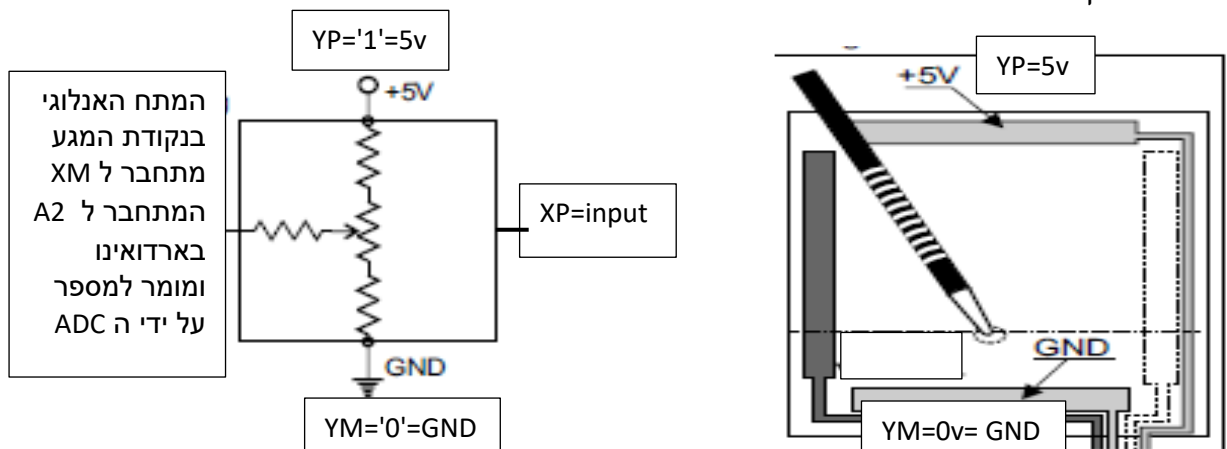 YP='1'=5v
+5V
המתח האנלוגי
בנקודת המגע
מתחבר ל XM
המתחבר ל A2
בארדואינו
ומומר למספר
על ידי ה ADC
XP=input
GND
YM='0'=GND
YP=5v
+5V
GND
YM=0v= GND